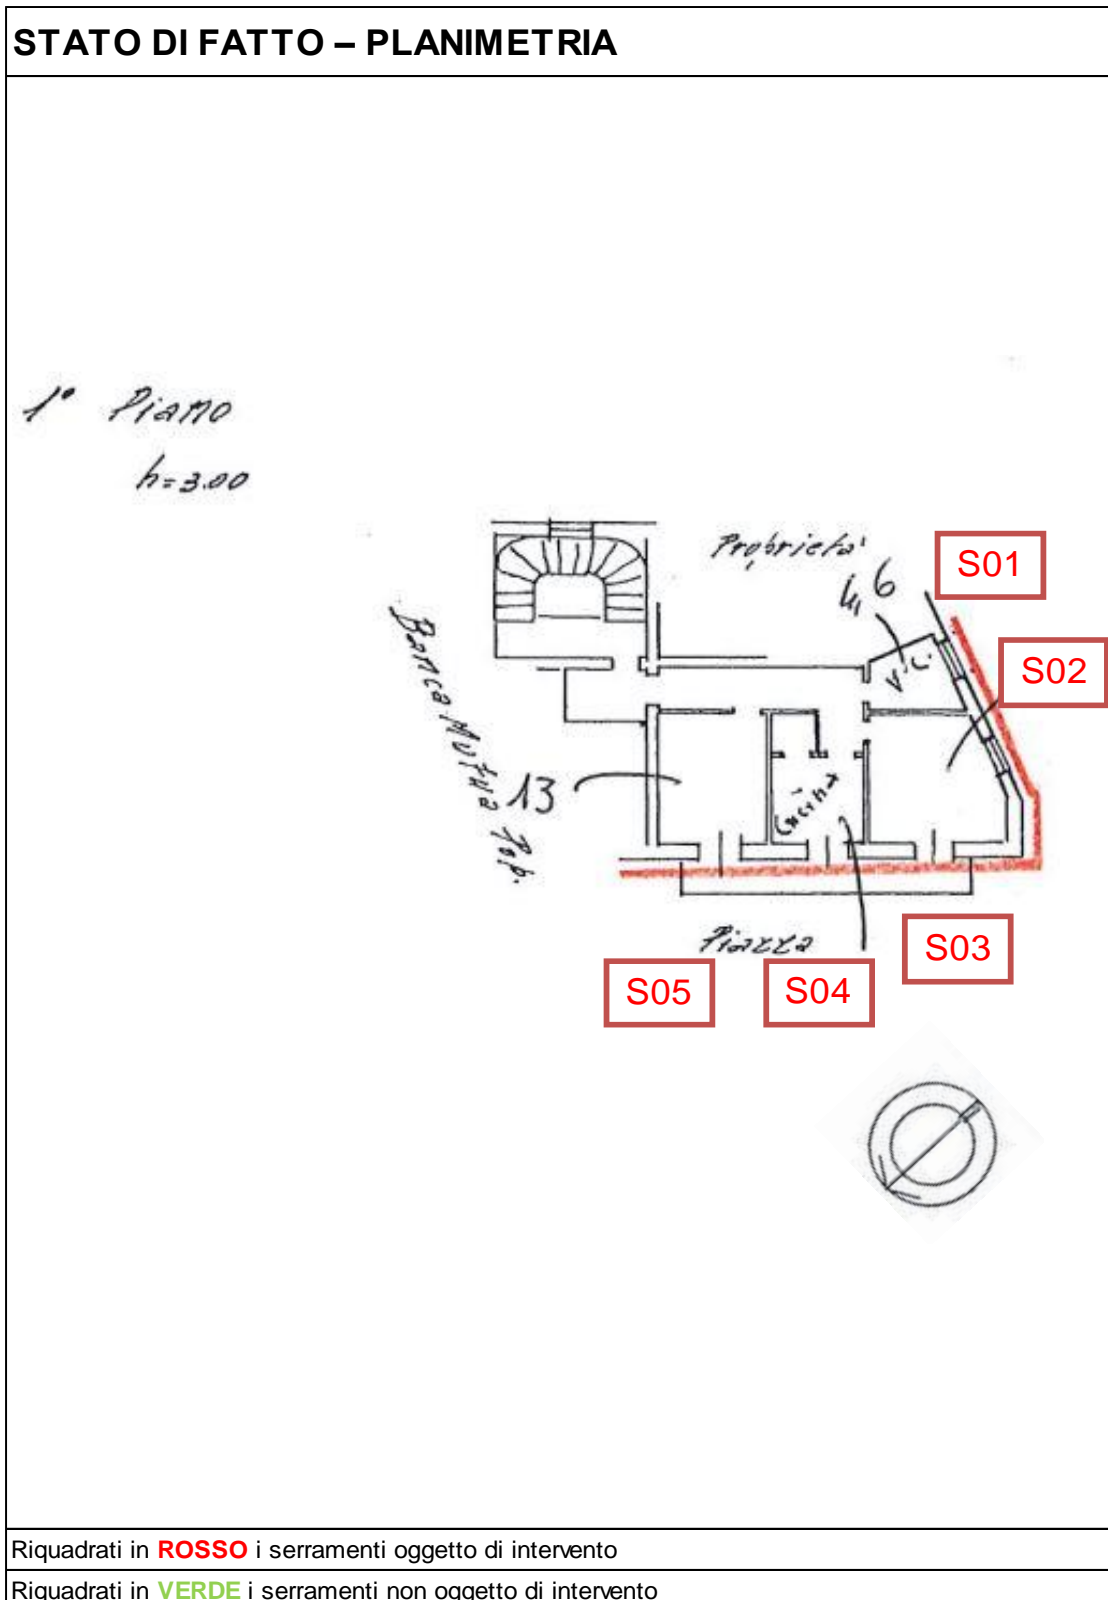 STATO DI FATTO – PLANIMETRIA
1° Piano
h=3.00
Proprieta'
S01
6
W.C.
S02
Banca Mutua Pop.
13
Cucina
Piazza
S03
S05
S04
Riquadrati in ROSSO i serramenti oggetto di intervento
Riquadrati in VERDE i serramenti non oggetto di intervento